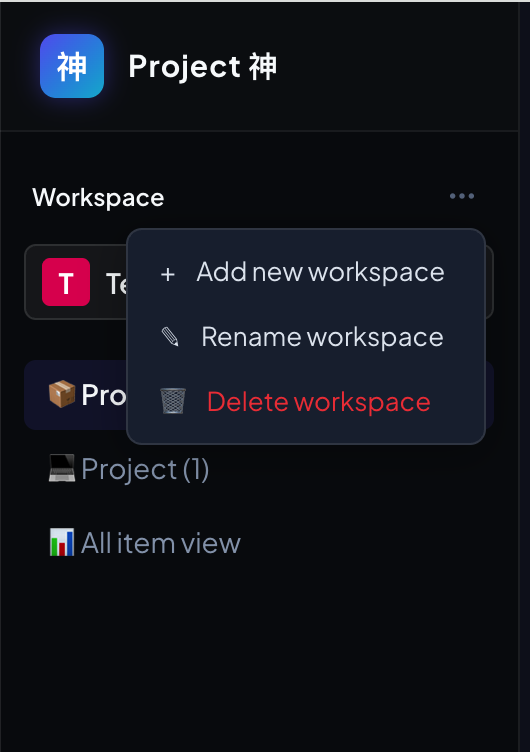 神 Project 神
Workspace
+ Add new workspace
T
Rename workspace
Delete workspace
Project (1)
All item view